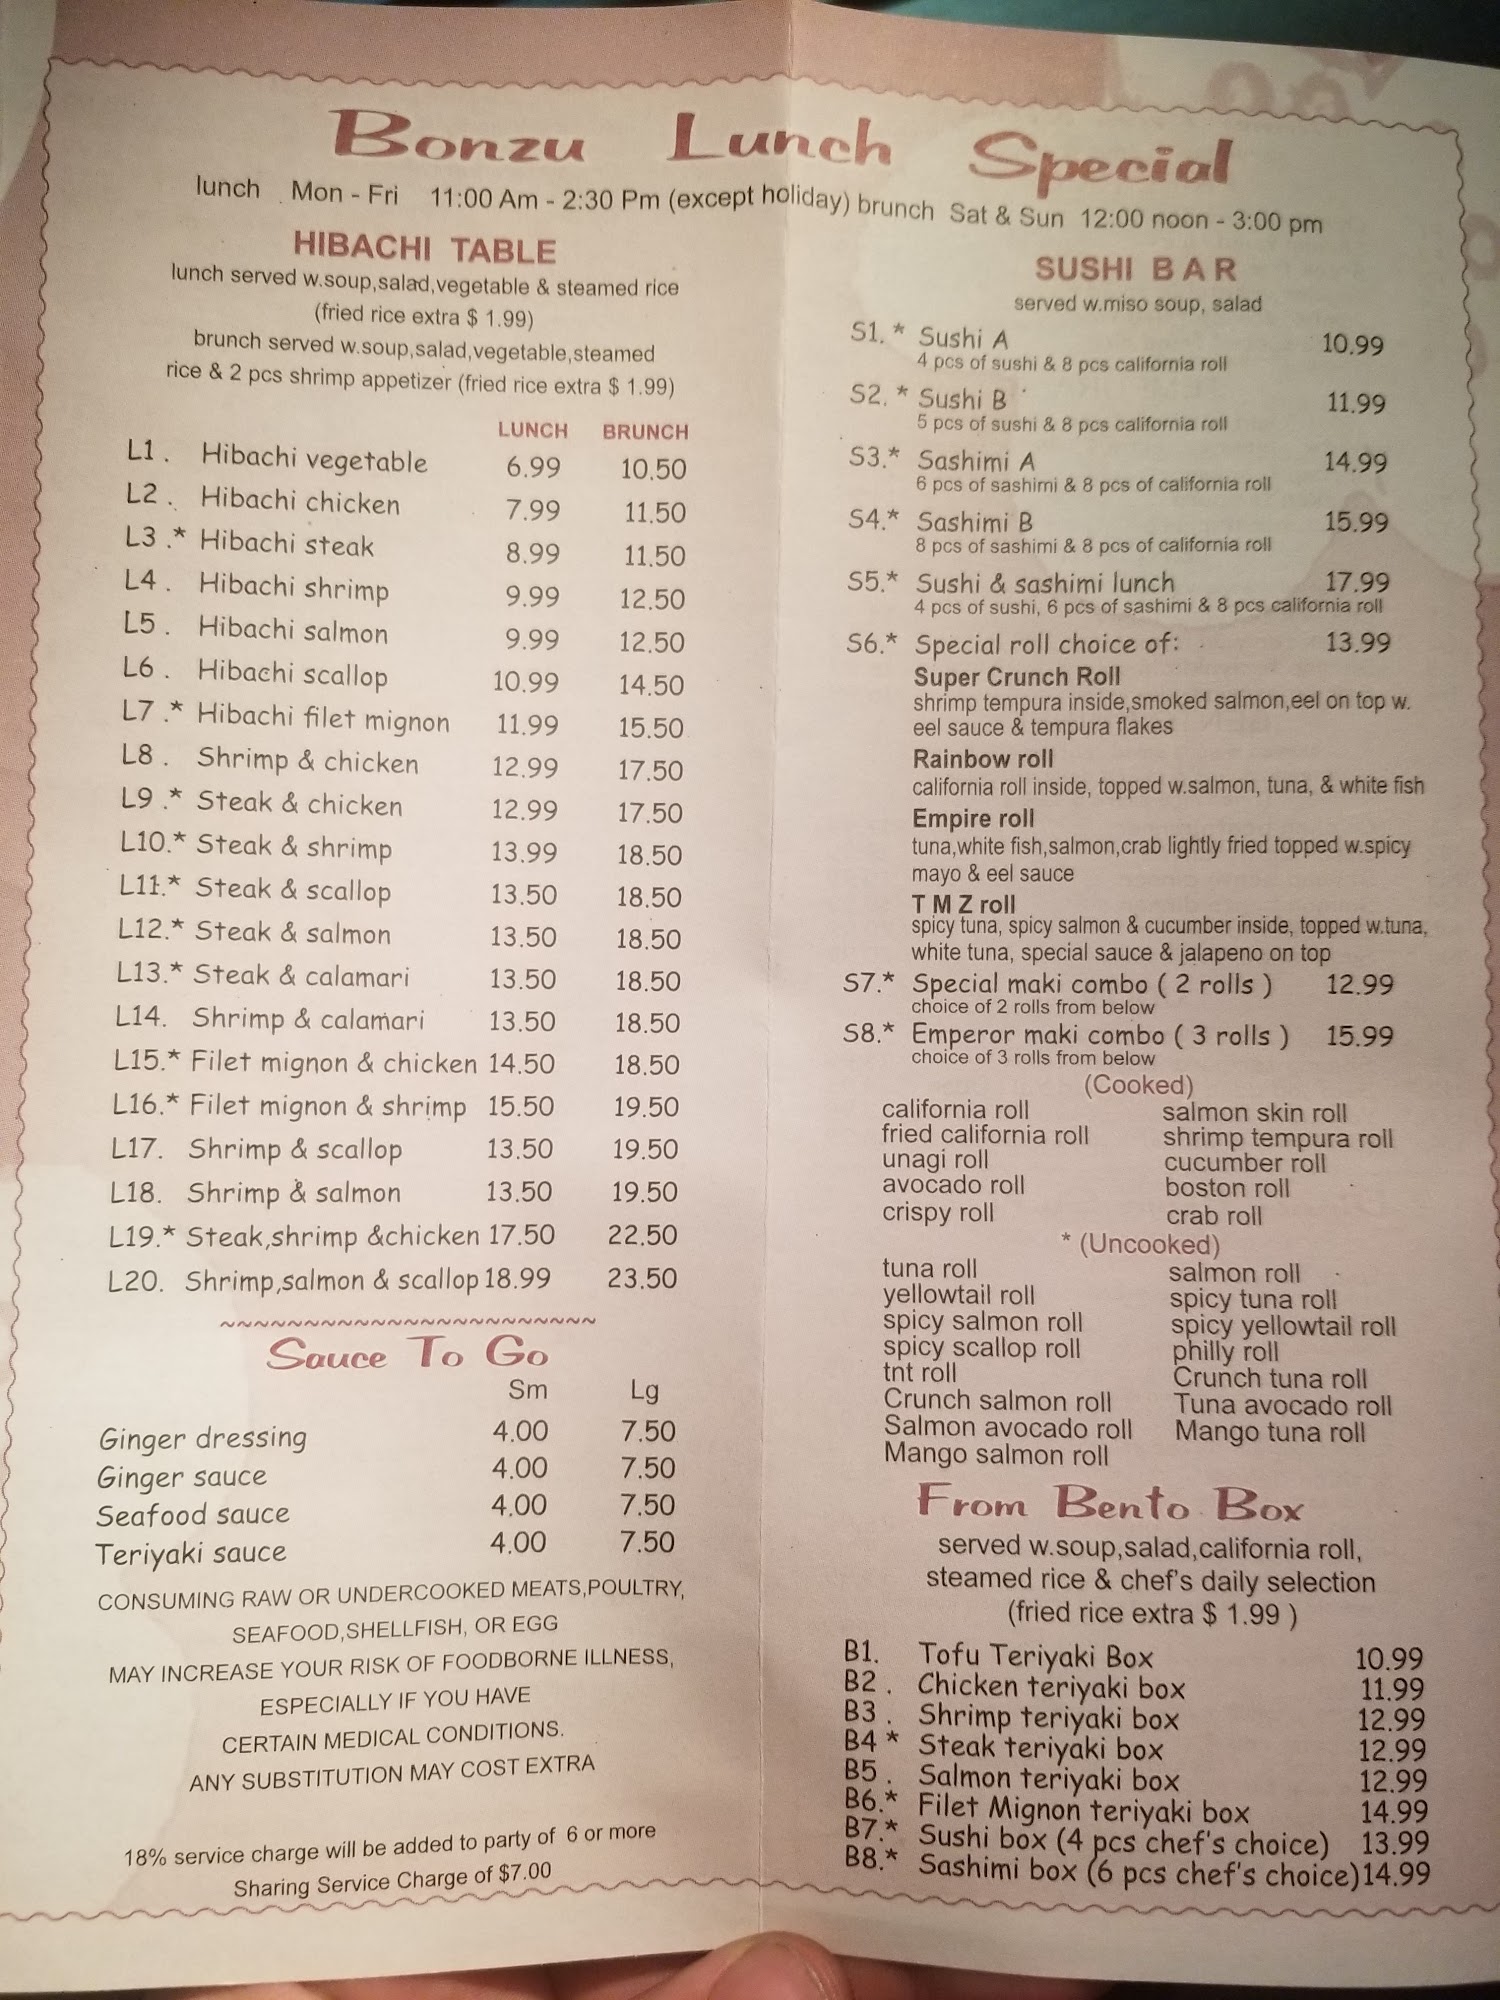 Bonzu Lunch Special
lunch Mon - Fri 11:00 Am - 2:30 Pm (except holiday) brunch Sat & Sun 12:00 noon - 3:00 pm
HIBACHI TABLE
lunch served w.soup,salad,vegetable & steamed rice
(fried rice extra $ 1.99)
brunch served w.soup,salad,vegetable,steamed
rice & 2 pcs shrimp appetizer (fried rice extra $ 1.99)
LUNCH BRUNCH
L1 . Hibachi vegetable 6.99 10.50
L2 . Hibachi chicken 7.99 11.50
L3 .* Hibachi steak 8.99 11.50
L4 . Hibachi shrimp 9.99 12.50
L5 . Hibachi salmon 9.99 12.50
L6 . Hibachi scallop 10.99 14.50
L7 .* Hibachi filet mignon 11.99 15.50
L8 . Shrimp & chicken 12.99 17.50
L9 .* Steak & chicken 12.99 17.50
L10.* Steak & shrimp 13.99 18.50
L11.* Steak & scallop 13.50 18.50
L12.* Steak & salmon 13.50 18.50
L13.* Steak & calamari 13.50 18.50
L14. Shrimp & calamari 13.50 18.50
L15.* Filet mignon & chicken 14.50 18.50
L16.* Filet mignon & shrimp 15.50 19.50
L17. Shrimp & scallop 13.50 19.50
L18. Shrimp & salmon 13.50 19.50
L19.* Steak,shrimp &chicken 17.50 22.50
L20. Shrimp,salmon & scallop 18.99 23.50
~~~~~~~~~~~~~~~~~~~~~~~
Sauce To Go
Sm Lg
Ginger dressing 4.00 7.50
Ginger sauce 4.00 7.50
Seafood sauce 4.00 7.50
Teriyaki sauce 4.00 7.50
CONSUMING RAW OR UNDERCOOKED MEATS,POULTRY,
SEAFOOD,SHELLFISH, OR EGG
MAY INCREASE YOUR RISK OF FOODBORNE ILLNESS,
ESPECIALLY IF YOU HAVE
CERTAIN MEDICAL CONDITIONS.
ANY SUBSTITUTION MAY COST EXTRA
18% service charge will be added to party of 6 or more
Sharing Service Charge of $7.00
SUSHI BAR
served w.miso soup, salad
S1. * Sushi A 10.99
4 pcs of sushi & 8 pcs california roll
S2. * Sushi B 11.99
5 pcs of sushi & 8 pcs california roll
S3.* Sashimi A 14.99
6 pcs of sashimi & 8 pcs of california roll
S4.* Sashimi B 15.99
8 pcs of sashimi & 8 pcs of california roll
S5.* Sushi & sashimi lunch 17.99
4 pcs of sushi, 6 pcs of sashimi & 8 pcs california roll
S6.* Special roll choice of: 13.99
Super Crunch Roll
shrimp tempura inside,smoked salmon,eel on top w.
eel sauce & tempura flakes
Rainbow roll
california roll inside, topped w.salmon, tuna, & white fish
Empire roll
tuna,white fish,salmon,crab lightly fried topped w.spicy
mayo & eel sauce
T M Z roll
spicy tuna, spicy salmon & cucumber inside, topped w.tuna,
white tuna, special sauce & jalapeno on top
S7.* Special maki combo ( 2 rolls ) 12.99
choice of 2 rolls from below
S8.* Emperor maki combo ( 3 rolls ) 15.99
choice of 3 rolls from below
(Cooked)
california roll salmon skin roll
fried california roll shrimp tempura roll
unagi roll cucumber roll
avocado roll boston roll
crispy roll crab roll
* (Uncooked)
tuna roll salmon roll
yellowtail roll spicy tuna roll
spicy salmon roll spicy yellowtail roll
spicy scallop roll philly roll
tnt roll Crunch tuna roll
Crunch salmon roll Tuna avocado roll
Salmon avocado roll Mango tuna roll
Mango salmon roll
From Bento Box
served w.soup,salad,california roll,
steamed rice & chef's daily selection
(fried rice extra $ 1.99 )
B1. Tofu Teriyaki Box 10.99
B2 . Chicken teriyaki box 11.99
B3 . Shrimp teriyaki box 12.99
B4 * Steak teriyaki box 12.99
B5 . Salmon teriyaki box 12.99
B6.* Filet Mignon teriyaki box 14.99
B7.* Sushi box (4 pcs chef's choice) 13.99
B8.* Sashimi box (6 pcs chef's choice) 14.99